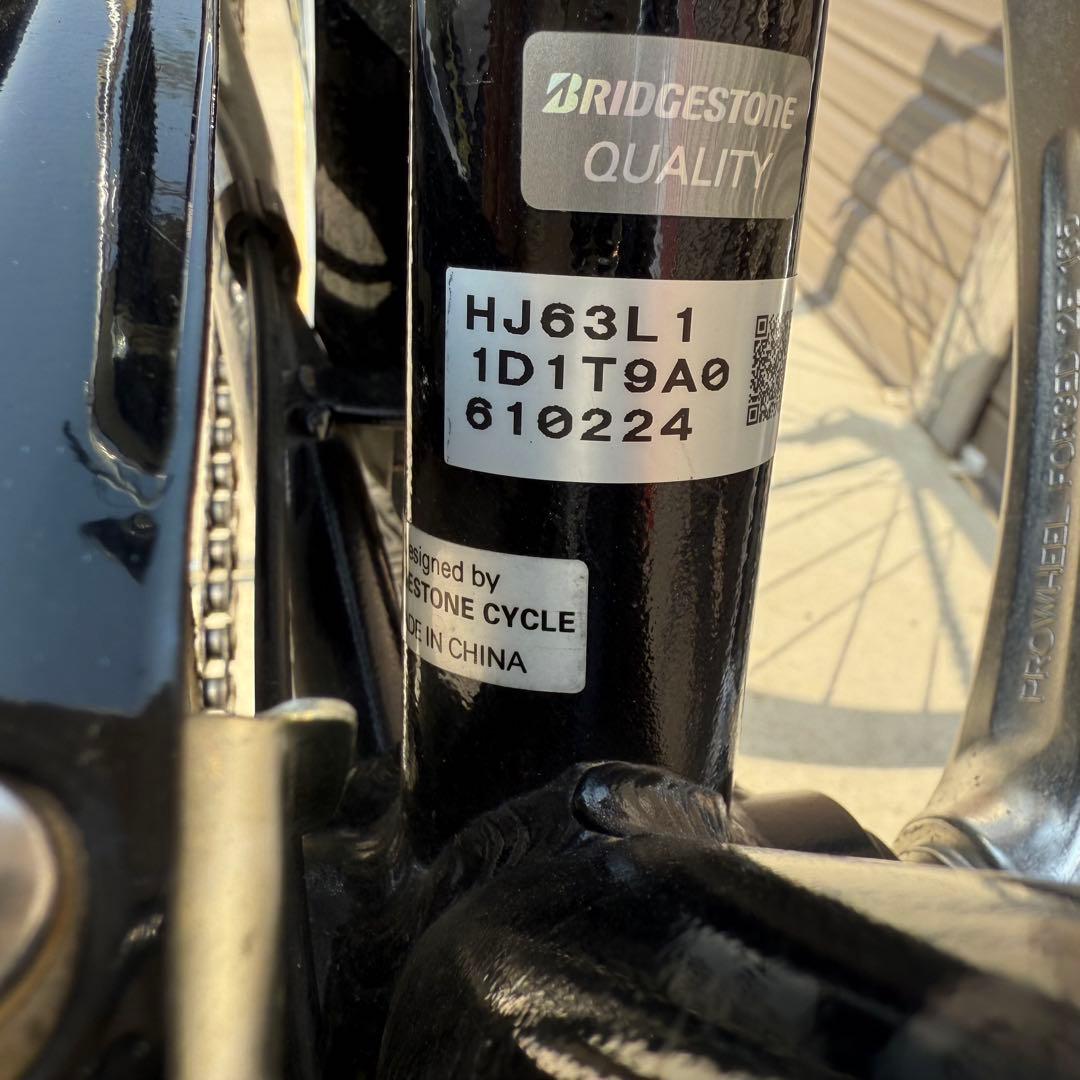 BRIDGESTONE
QUALITY
HJ63L1
1D1T9A0
610224
esigned by
ESTONE CYCLE
DE IN CHINA
PROWHEEL FORGED